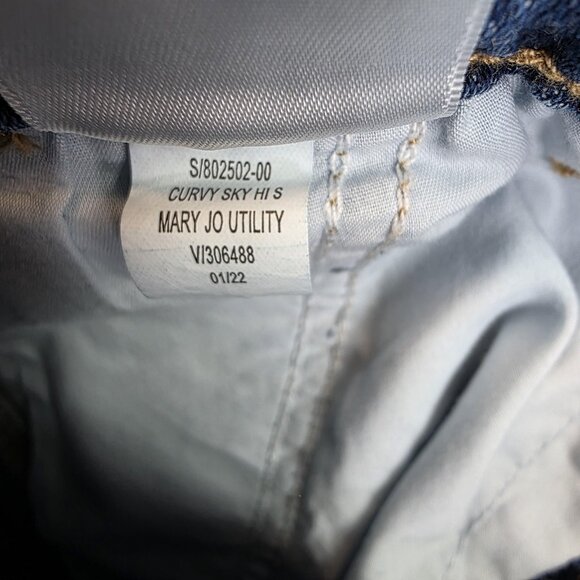 S/802502-00
CURVY SKY HI S
MARY JO UTILITY
V/306488
01/22